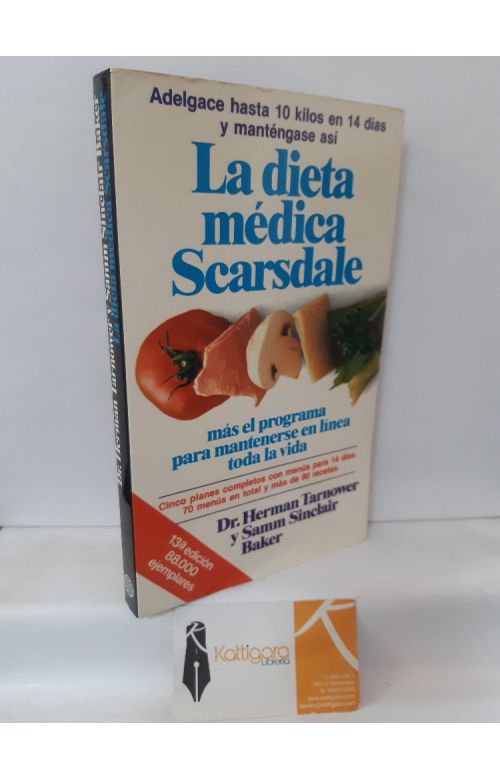 Adelgace hasta 10 kilos en 14 días
y manténgase así
La dieta
médica
Scarsdale
más el programa
para mantenerse en línea
toda la vida
Cinco planes completos con menús para 14 días.
70 menús en total y más de 80 recetas.
Dr. Herman Tarnower
y Samm Sinclair
Baker
13ª edición
88.000
ejemplares
Dr. Herman Tarnower y Samm Sinclair Baker
La dieta médica Scarsdale
Kattigara
Librería
www.kattigara.com